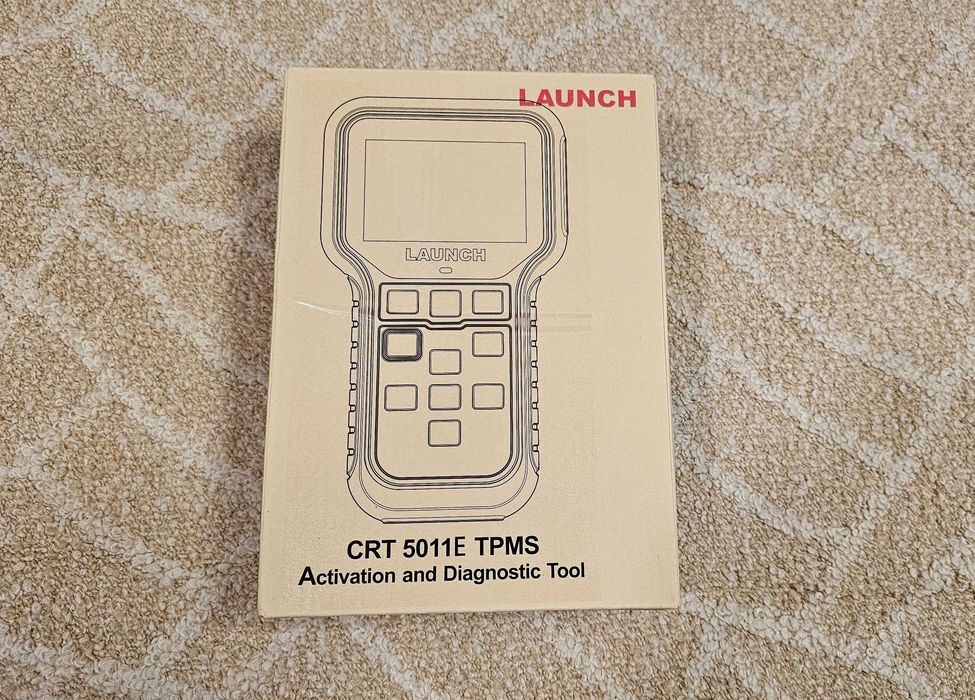 LAUNCH
LAUNCH
CRT 5011E TPMS
Activation and Diagnostic Tool